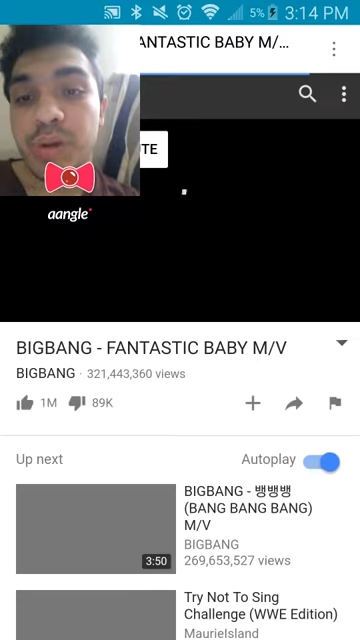 5% 3:14 PM
ANTASTIC BABY M/...
TE
aangle
BIGBANG - FANTASTIC BABY M/V
BIGBANG · 321,443,360 views
1M 89K
Up next Autoplay
BIGBANG - 뱅뱅뱅
(BANG BANG BANG)
M/V
BIGBANG
269,653,527 views
3:50
Try Not To Sing
Challenge (WWE Edition)
MaurieIsland